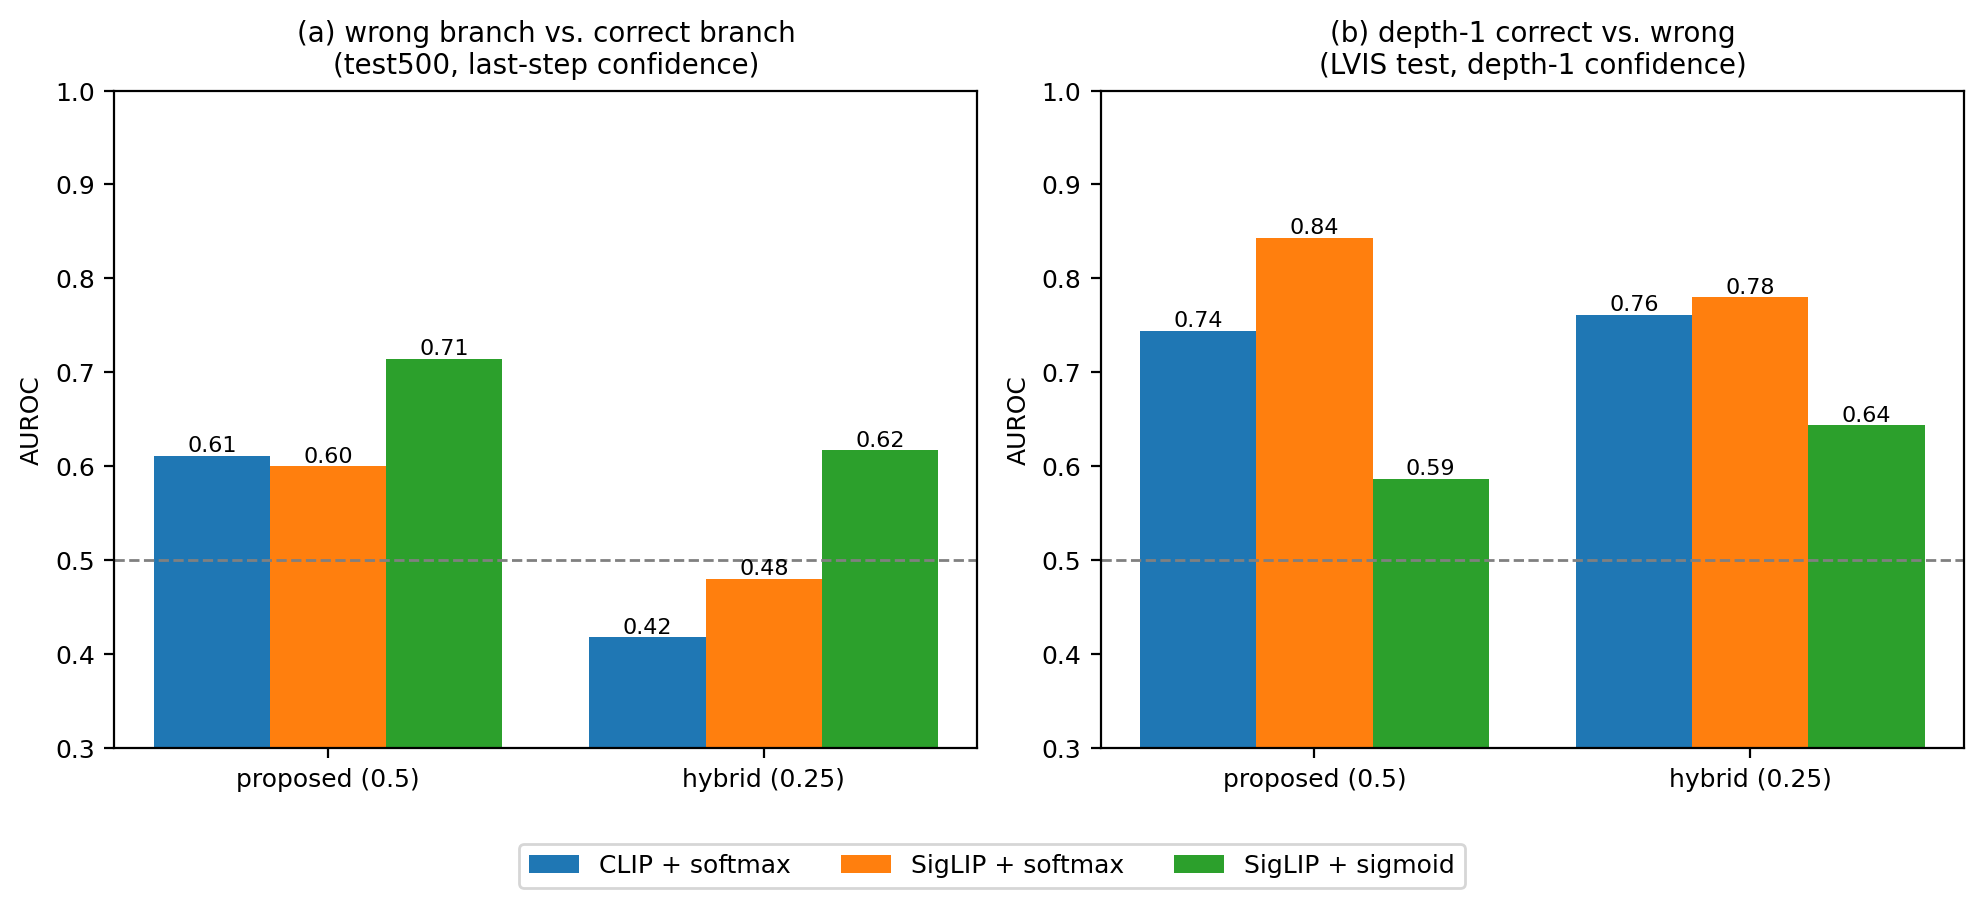 (a) wrong branch vs. correct branch
(test500, last-step confidence)
1.0
0.9
0.8
0.7
0.6
0.5
0.4
0.3
AUROC
0.61
0.60
0.71
0.42
0.48
0.62
proposed (0.5)
hybrid (0.25)
(b) depth-1 correct vs. wrong
(LVIS test, depth-1 confidence)
1.0
0.9
0.8
0.7
0.6
0.5
0.4
0.3
AUROC
0.74
0.84
0.59
0.76
0.78
0.64
proposed (0.5)
hybrid (0.25)
CLIP + softmax
SigLIP + softmax
SigLIP + sigmoid